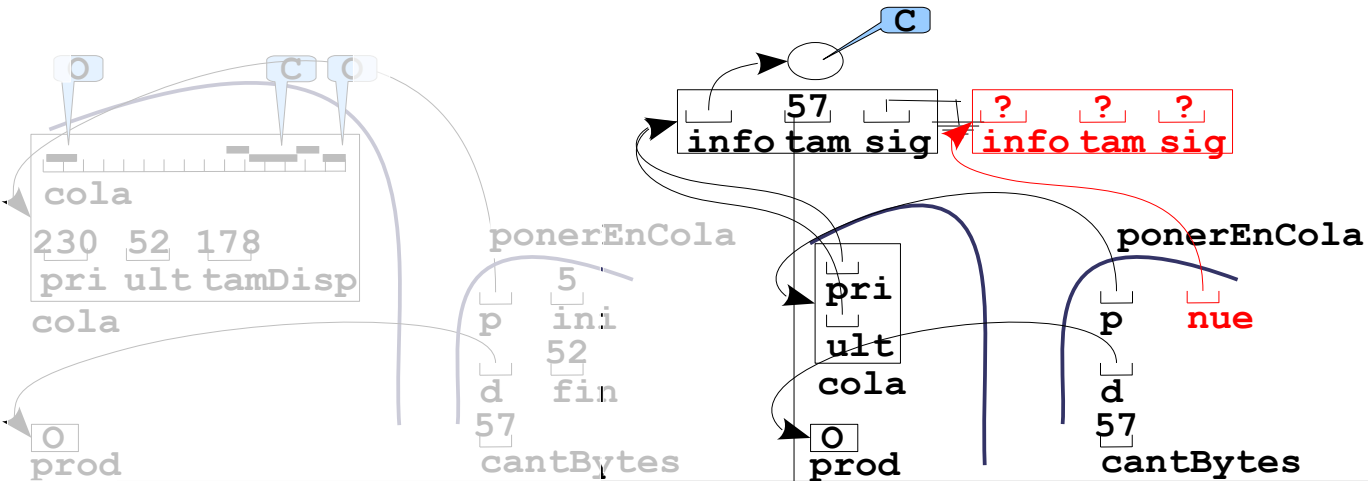 C
O C O
57 ? ? ?
info tam sig info tam sig
cola
230 52 178
pri ult tamDisp
cola
ponerEnCola
5
p ini
52
d fin
57
cantBytes
O
prod
pri
ult
cola
ponerEnCola
p nue
d
57
cantBytes
O
prod